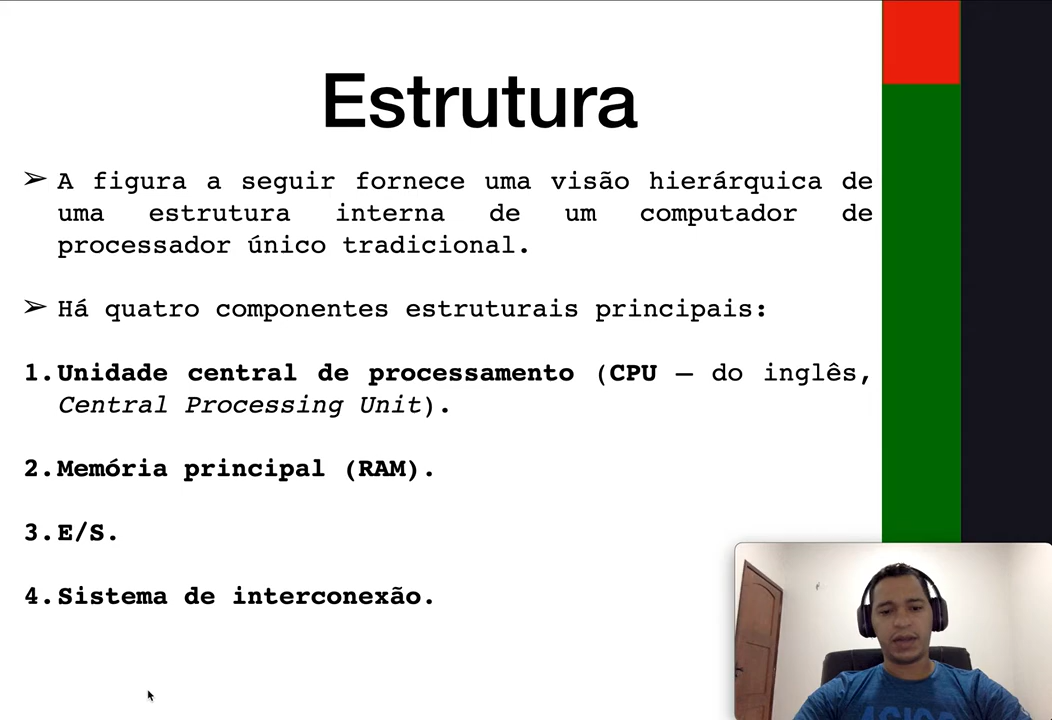 Estrutura
➢ A figura a seguir fornece uma visão hierárquica de
uma estrutura interna de um computador de
processador único tradicional.
➢ Há quatro componentes estruturais principais:
1.Unidade central de processamento (CPU – do inglês,
Central Processing Unit).
2.Memória principal (RAM).
3.E/S.
4.Sistema de interconexão.